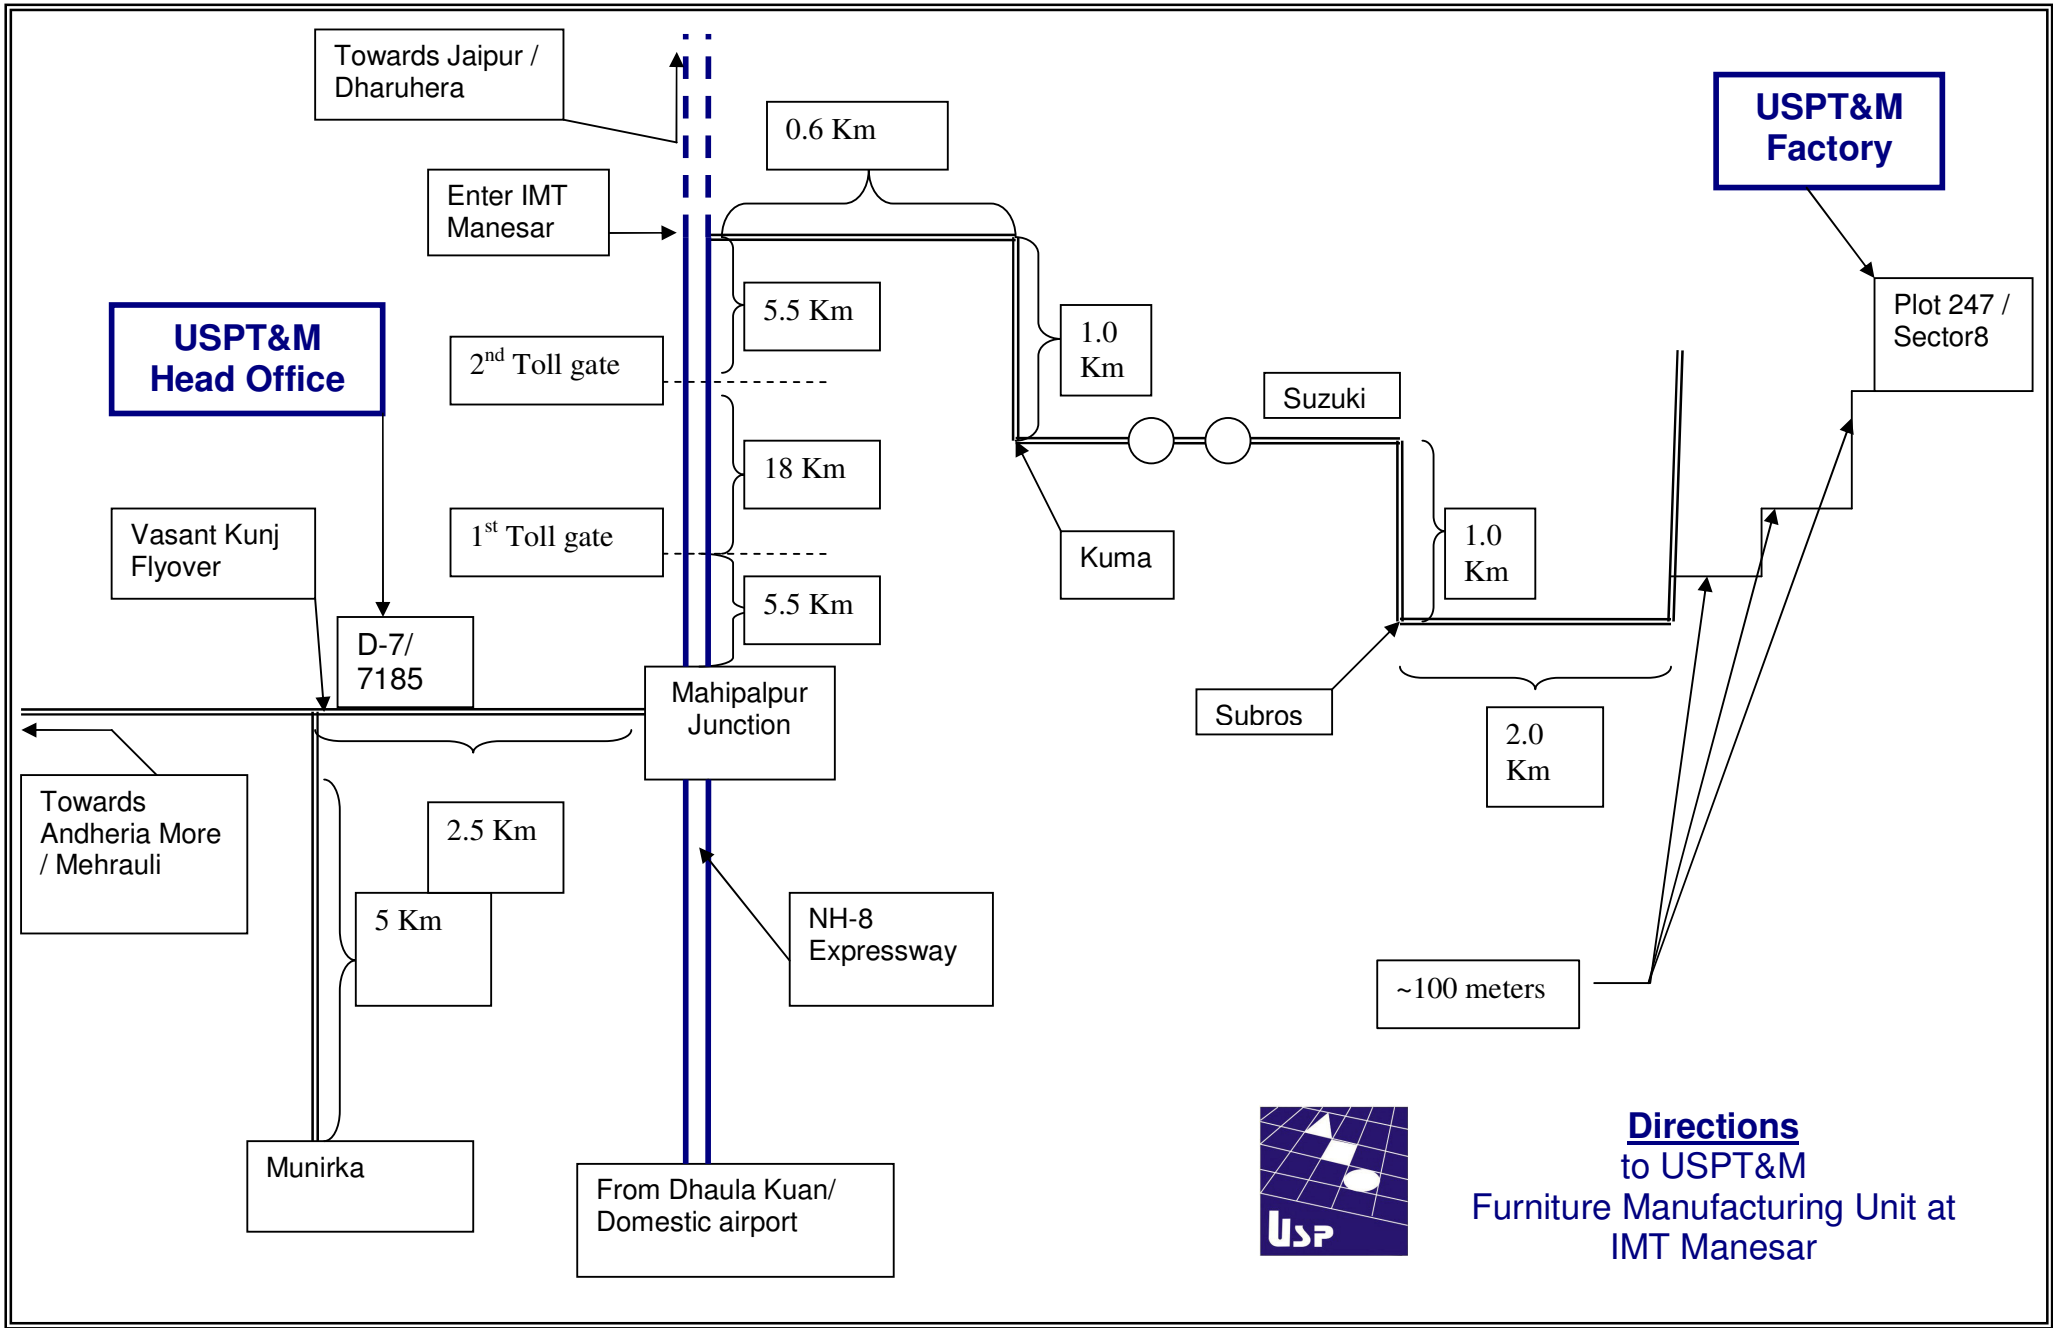 Towards Jaipur /
Dharuhera
0.6 Km
USPT&M
Factory
Enter IMT
Manesar
5.5 Km
1.0
Km
Plot 247 /
Sector8
USPT&M
Head Office
2nd Toll gate
Suzuki
18 Km
Vasant Kunj
Flyover
1st Toll gate
Kuma
1.0
Km
5.5 Km
D-7/
7185
Mahipalpur
Junction
Subros
2.0
Km
Towards
Andheria More
/ Mehrauli
2.5 Km
5 Km
NH-8
Expressway
~100 meters
Munirka
From Dhaula Kuan/
Domestic airport
USP
Directions
to USPT&M
Furniture Manufacturing Unit at
IMT Manesar